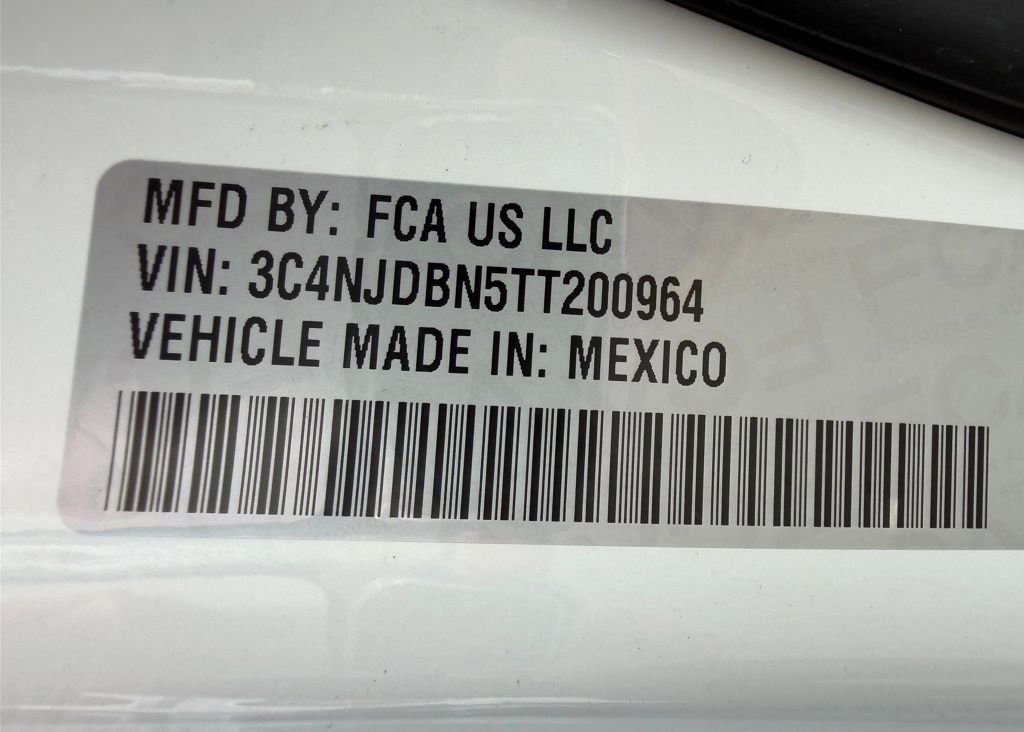 MFD BY: FCA US LLC
VIN: 3C4NJDBN5TT200964
VEHICLE MADE IN: MEXICO